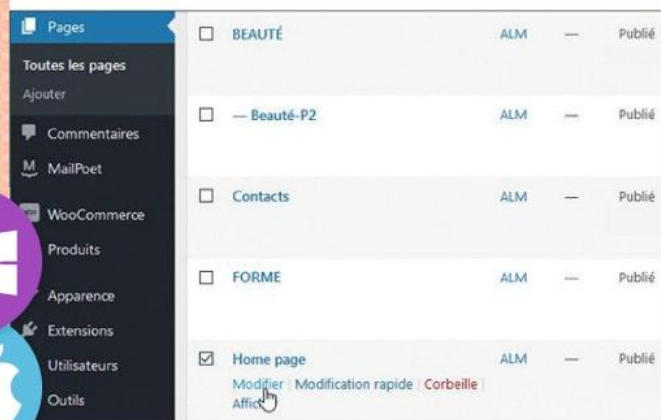 Pages
Toutes les pages
Ajouter
Commentaires
MailPoet
WooCommerce
Produits
Apparence
Extensions
Utilisateurs
Outils
BEAUTÉ ALM — Publié
— Beauté-P2 ALM — Publié
Contacts ALM — Publié
FORME ALM — Publié
Home page ALM — Publié
Modifier | Modification rapide | Corbeille |